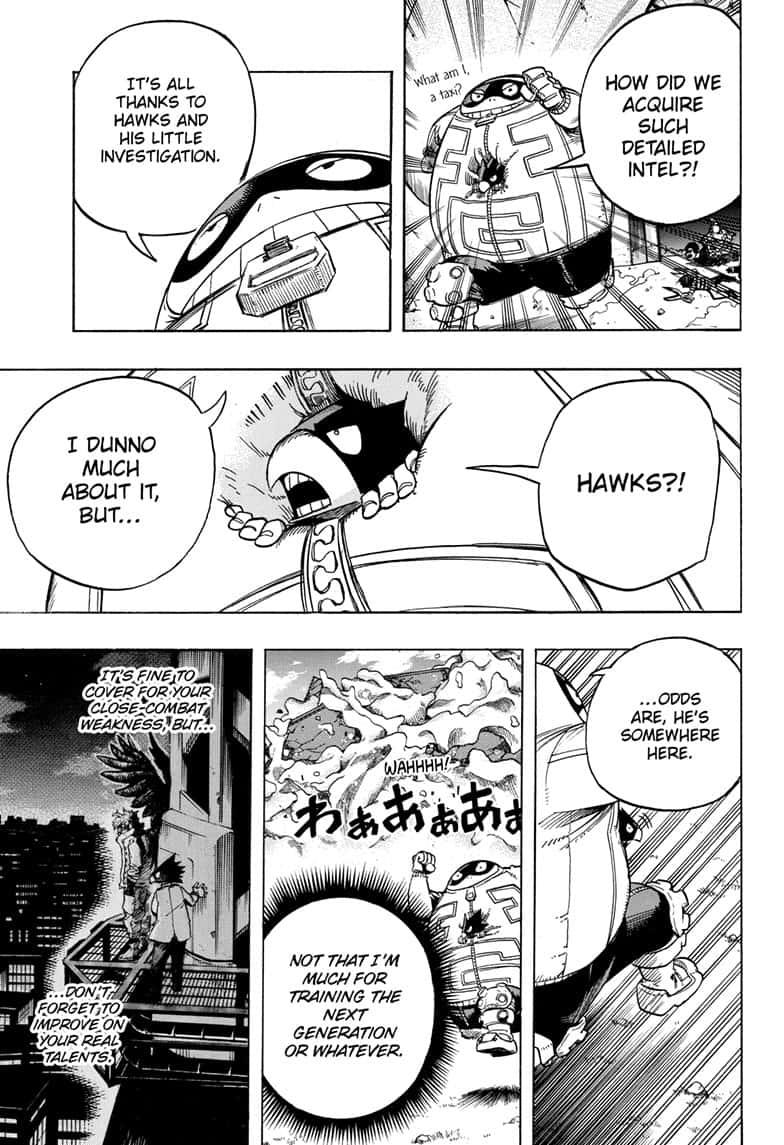 HOW DID WE
ACQUIRE
SUCH
DETAILED
INTEL?!
What am I,
a taxi?
IT'S ALL
THANKS TO
HAWKS AND
HIS LITTLE
INVESTIGATION.
HAWKS?!
I DUNNO
MUCH
ABOUT IT,
BUT...
...ODDS
ARE, HE'S
SOMEWHERE
HERE.
WAHHHH!
わぁあぁあぁ
NOT THAT I'M
MUCH FOR
TRAINING THE
NEXT
GENERATION
OR WHATEVER.
IT'S FINE TO
COVER FOR YOUR
CLOSE-COMBAT
WEAKNESS, BUT...
...DON'T
FORGET TO
IMPROVE ON
YOUR REAL
TALENTS.